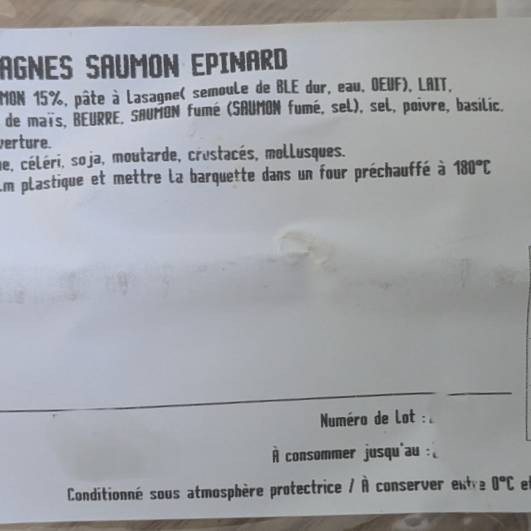 AGNES SAUMON EPINARD
MON 15%, pâte à Lasagne( semoule de BLE dur, eau, OEUF), LAIT,
de maïs, BEURRE, SAUMON fumé (SAUMON fumé, sel), sel, poivre, basilic.
verture.
e, céléri, soja, moutarde, crustacés, mollusques.
lm plastique et mettre la barquette dans un four préchauffé à 180°C
Numéro de Lot :
À consommer jusqu'au :
Conditionné sous atmosphère protectrice / À conserver entre 0°C et